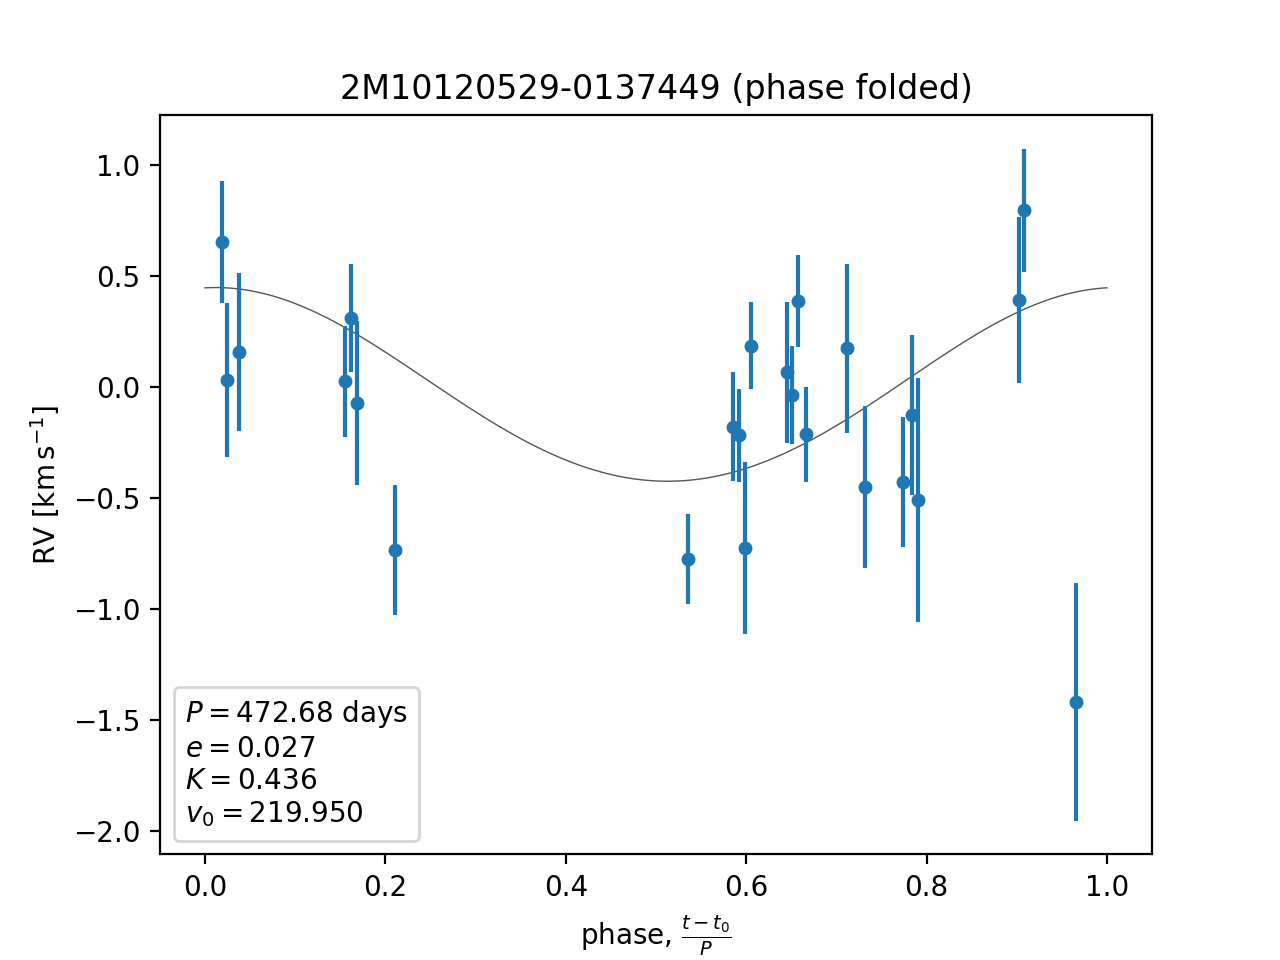 2M10120529-0137449 (phase folded)
1.0
0.5
0.0
−0.5
−1.0
−1.5
−2.0
RV [km s⁻¹]
P = 472.68 days
e = 0.027
K = 0.436
v₀ = 219.950
0.0 0.2 0.4 0.6 0.8 1.0
phase, (t − t₀)/P